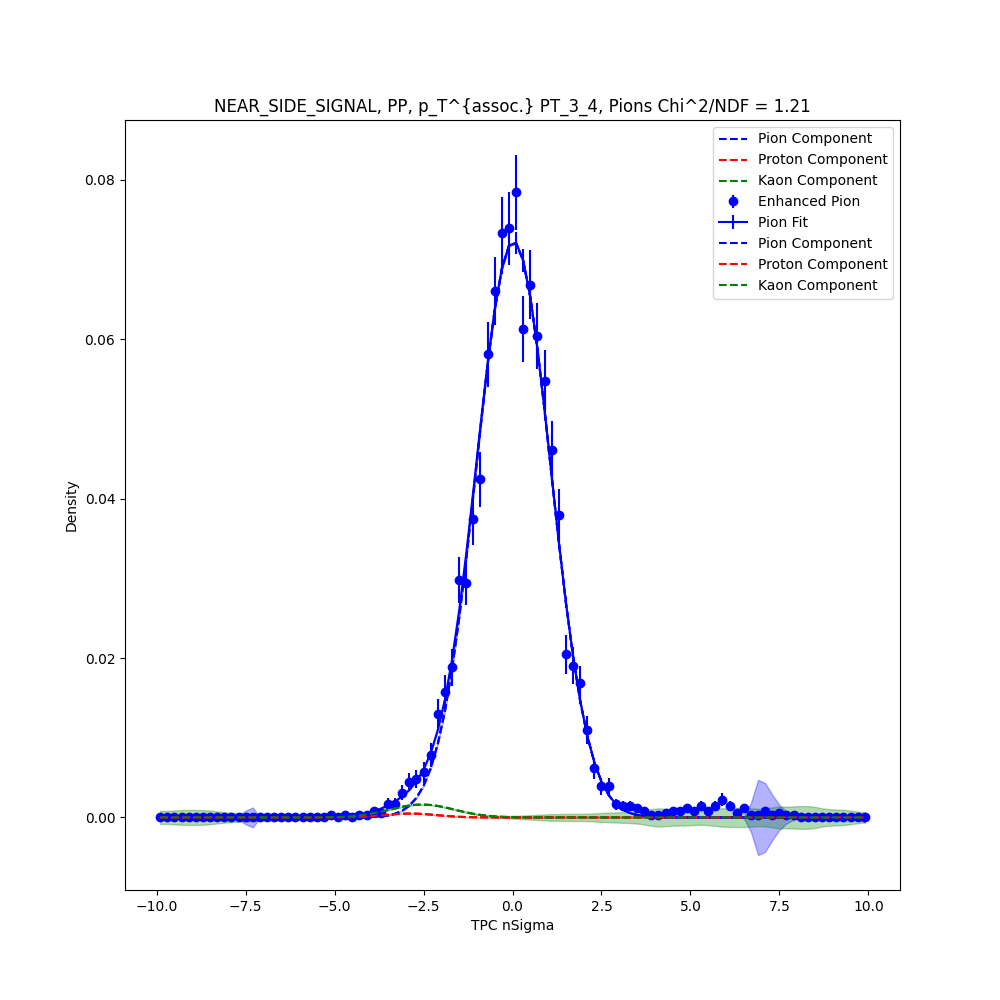 NEAR_SIDE_SIGNAL, PP, p_T^{assoc.} PT_3_4, Pions Chi^2/NDF = 1.21
Pion Component
Proton Component
Kaon Component
Enhanced Pion
Pion Fit
Pion Component
Proton Component
Kaon Component
0.08
0.06
0.04
0.02
0.00
Density
−10.0 −7.5 −5.0 −2.5 0.0 2.5 5.0 7.5 10.0
TPC nSigma